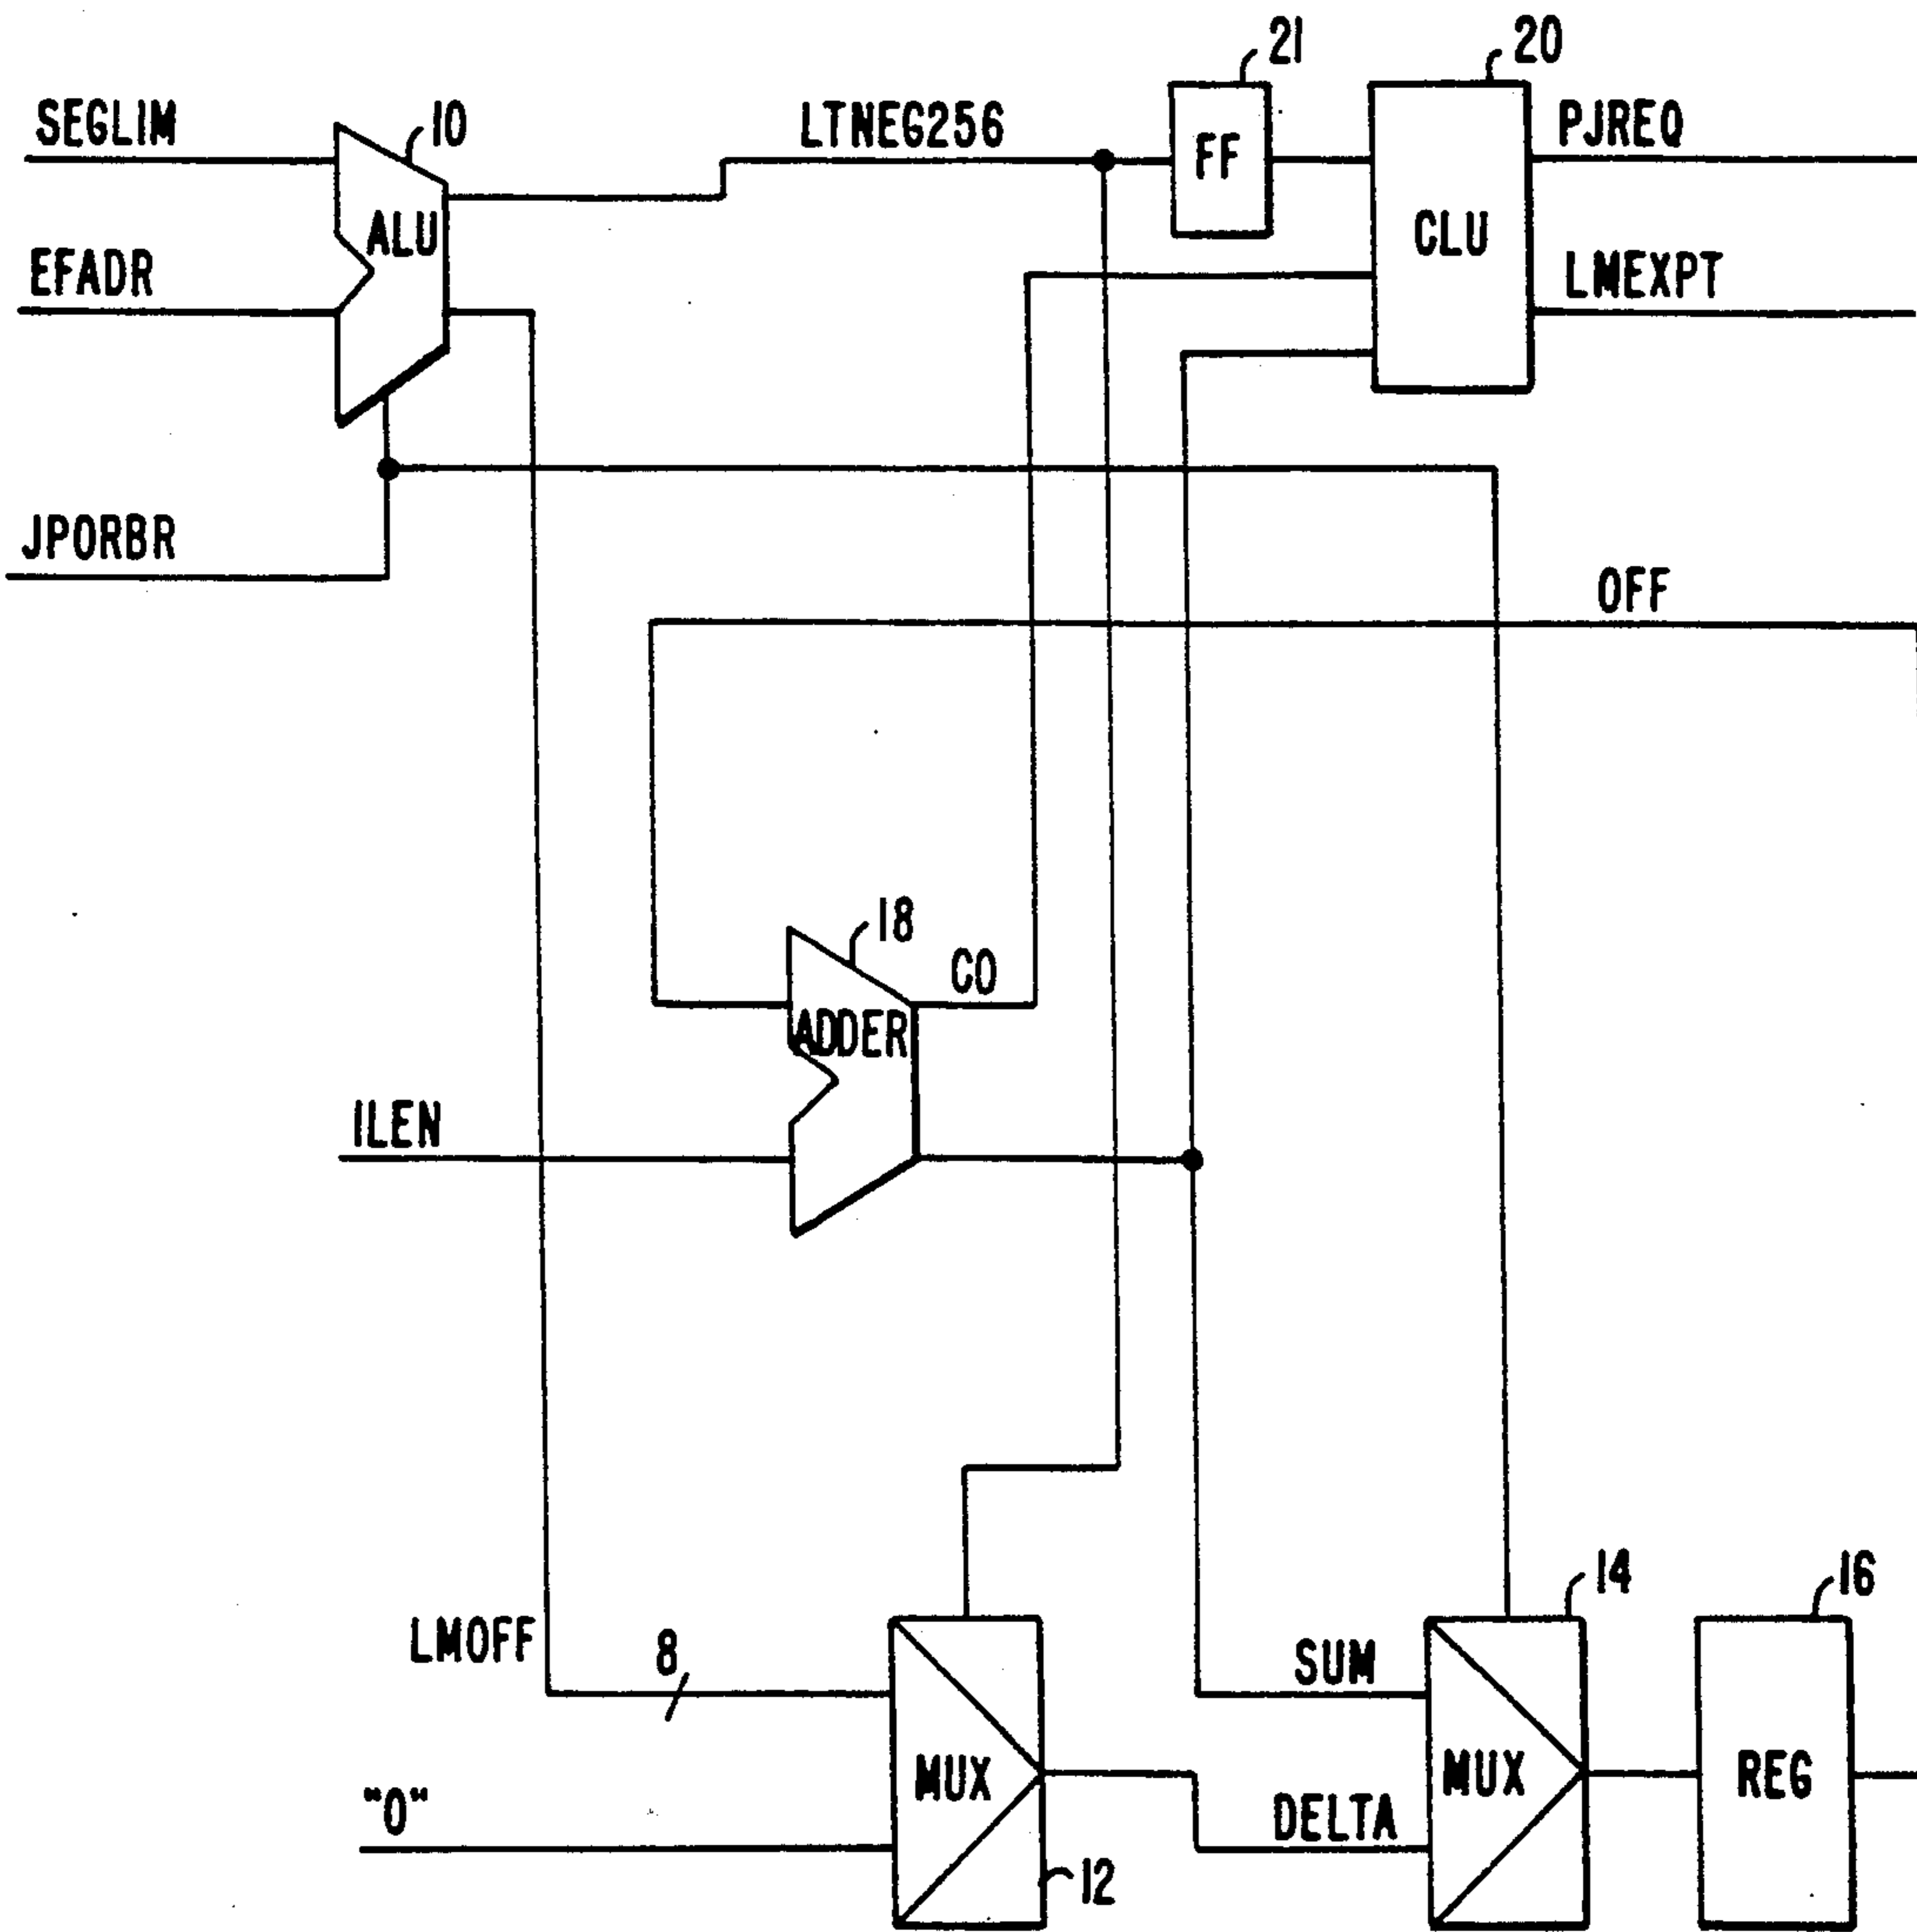 21
20
SEGLIM
10
LTNEG256
PJREQ
FF
ALU
CLU
EFADR
LMEXPT
JPORBR
OFF
18
CO
ADDER
ILEN
14
16
LMOFF
8
SUM
MUX
MUX
REG
"0"
DELTA
12